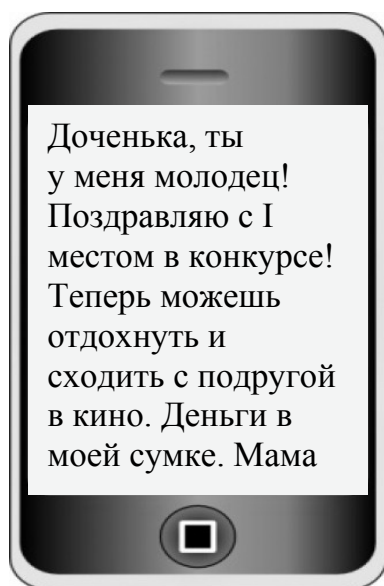 Доченька, ты
у меня молодец!
Поздравляю с I
местом в конкурсе!
Теперь можешь
отдохнуть и
сходить с подругой
в кино. Деньги в
моей сумке. Мама